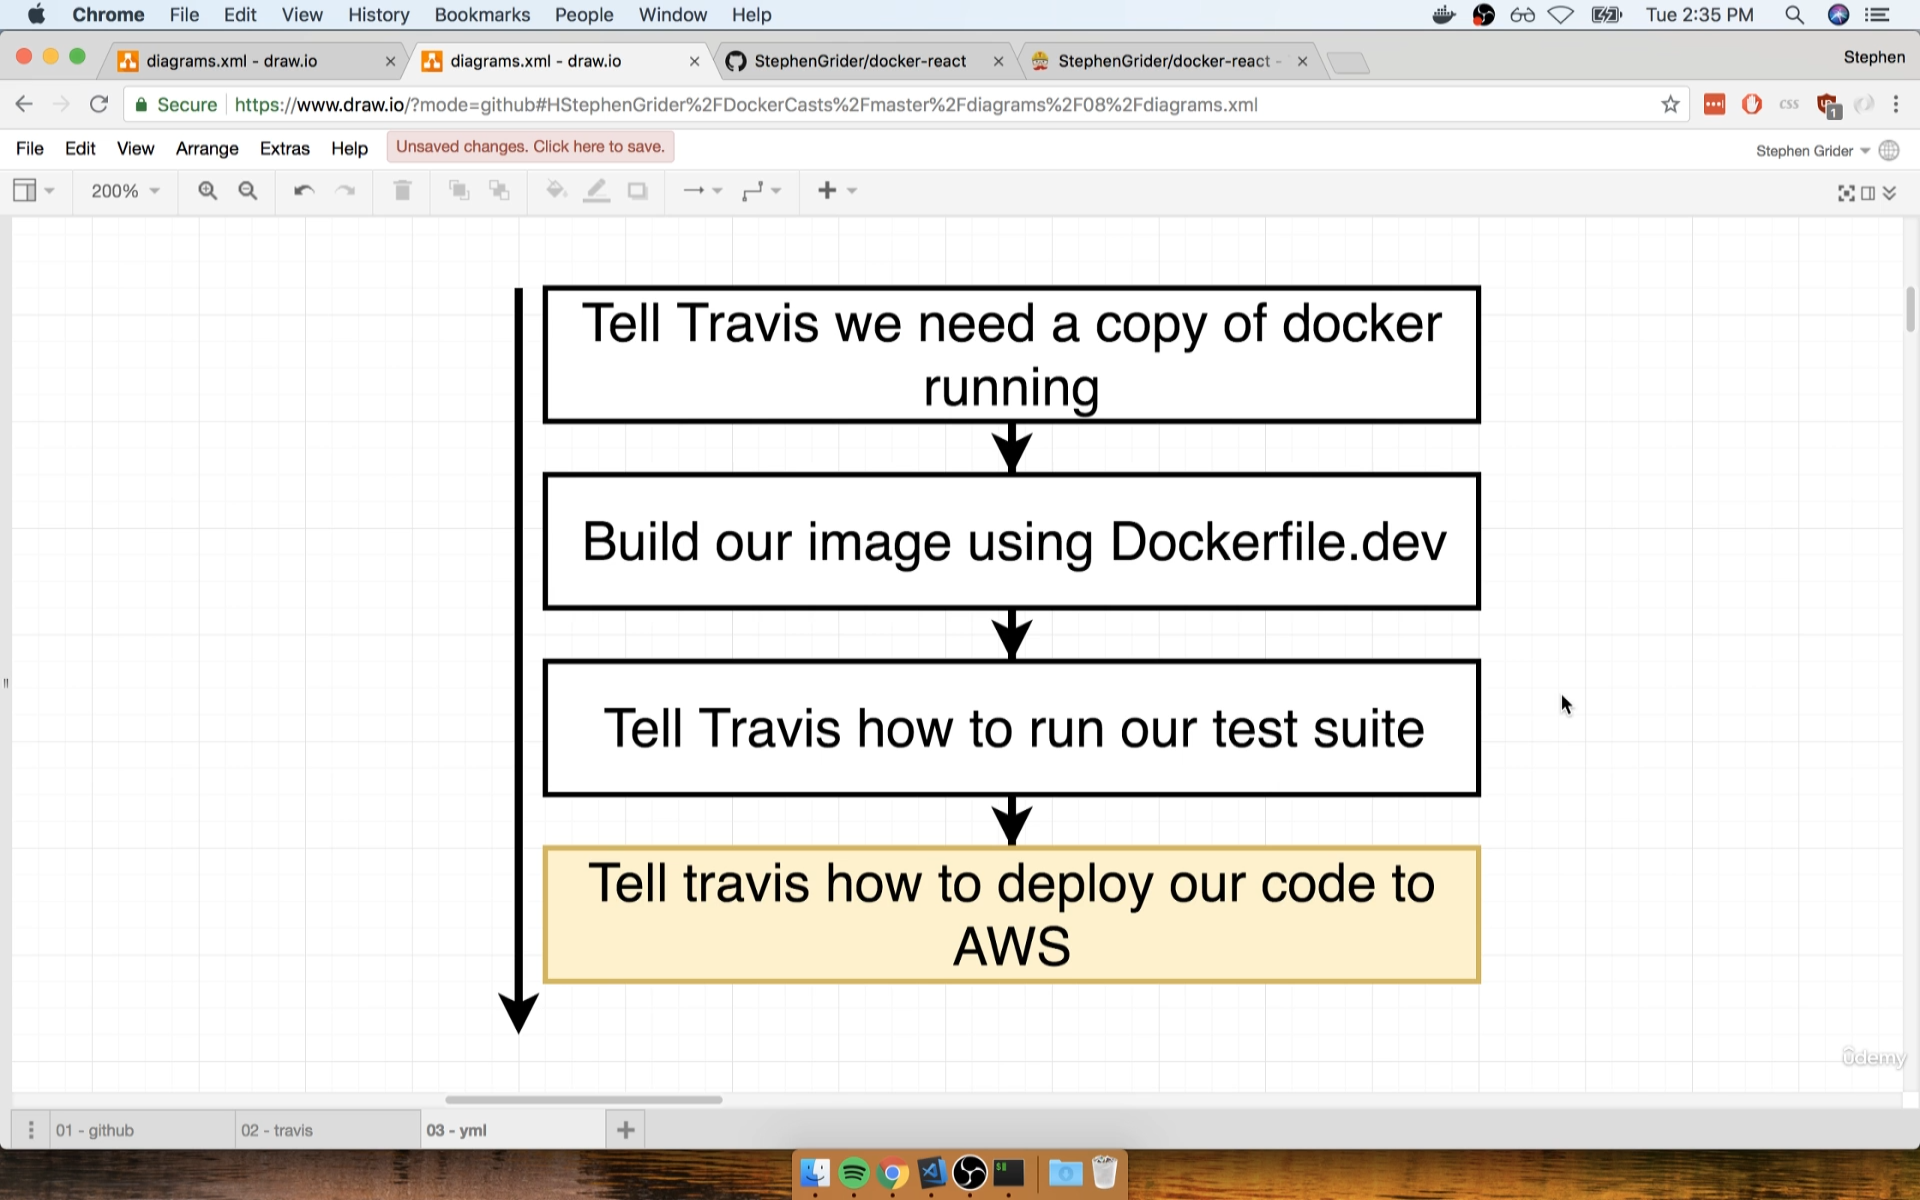 Chrome File Edit View History Bookmarks People Window Help Tue 2:35 PM
diagrams.xml - draw.io diagrams.xml - draw.io StephenGrider/docker-react StephenGrider/docker-react - Stephen
Secure https://www.draw.io/?mode=github#HStephenGrider%2FDockerCasts%2Fmaster%2Fdiagrams%2F08%2Fdiagrams.xml css 1
File Edit View Arrange Extras Help Unsaved changes. Click here to save. Stephen Grider
200%
Tell Travis we need a copy of docker
running
Build our image using Dockerfile.dev
Tell Travis how to run our test suite
Tell travis how to deploy our code to
AWS
ûdemy
01 - github 02 - travis 03 - yml